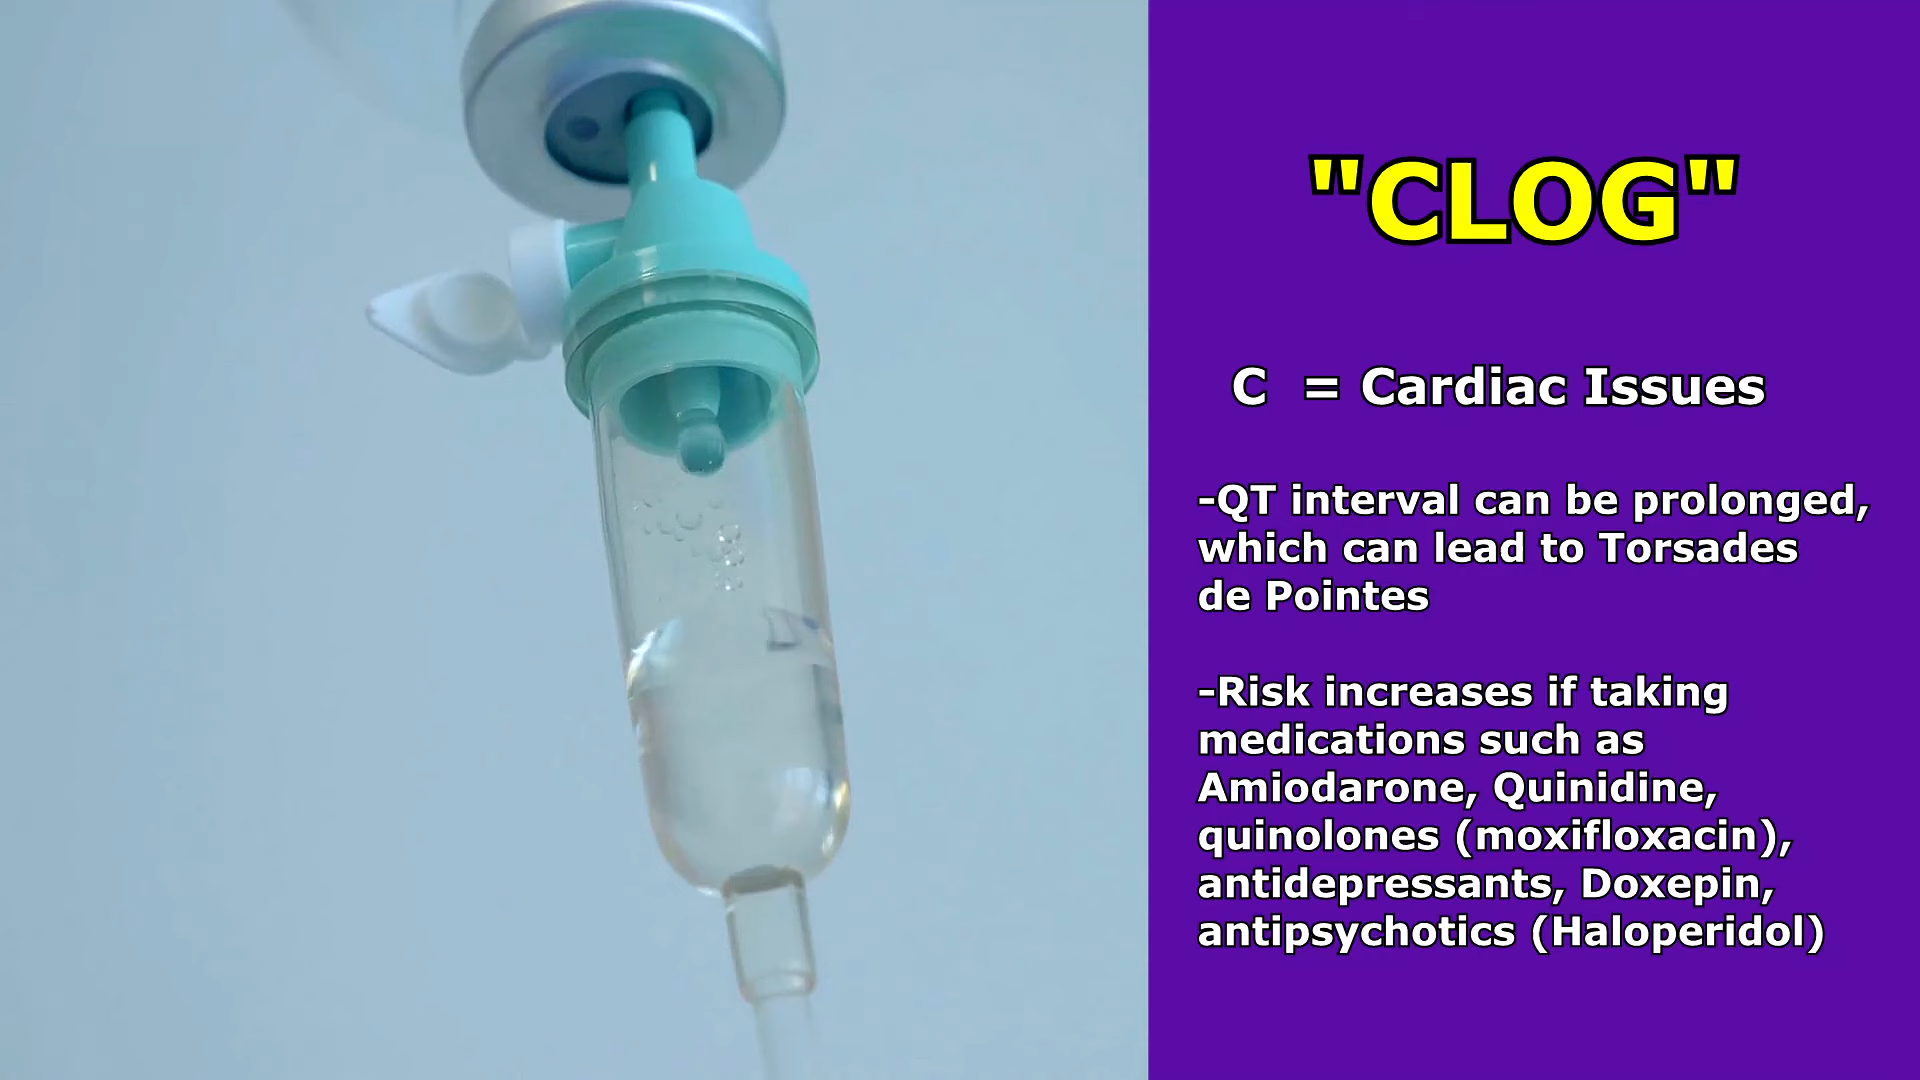 "CLOG"
C = Cardiac Issues
-QT interval can be prolonged,
which can lead to Torsades
de Pointes
-Risk increases if taking
medications such as
Amiodarone, Quinidine,
quinolones (moxifloxacin),
antidepressants, Doxepin,
antipsychotics (Haloperidol)